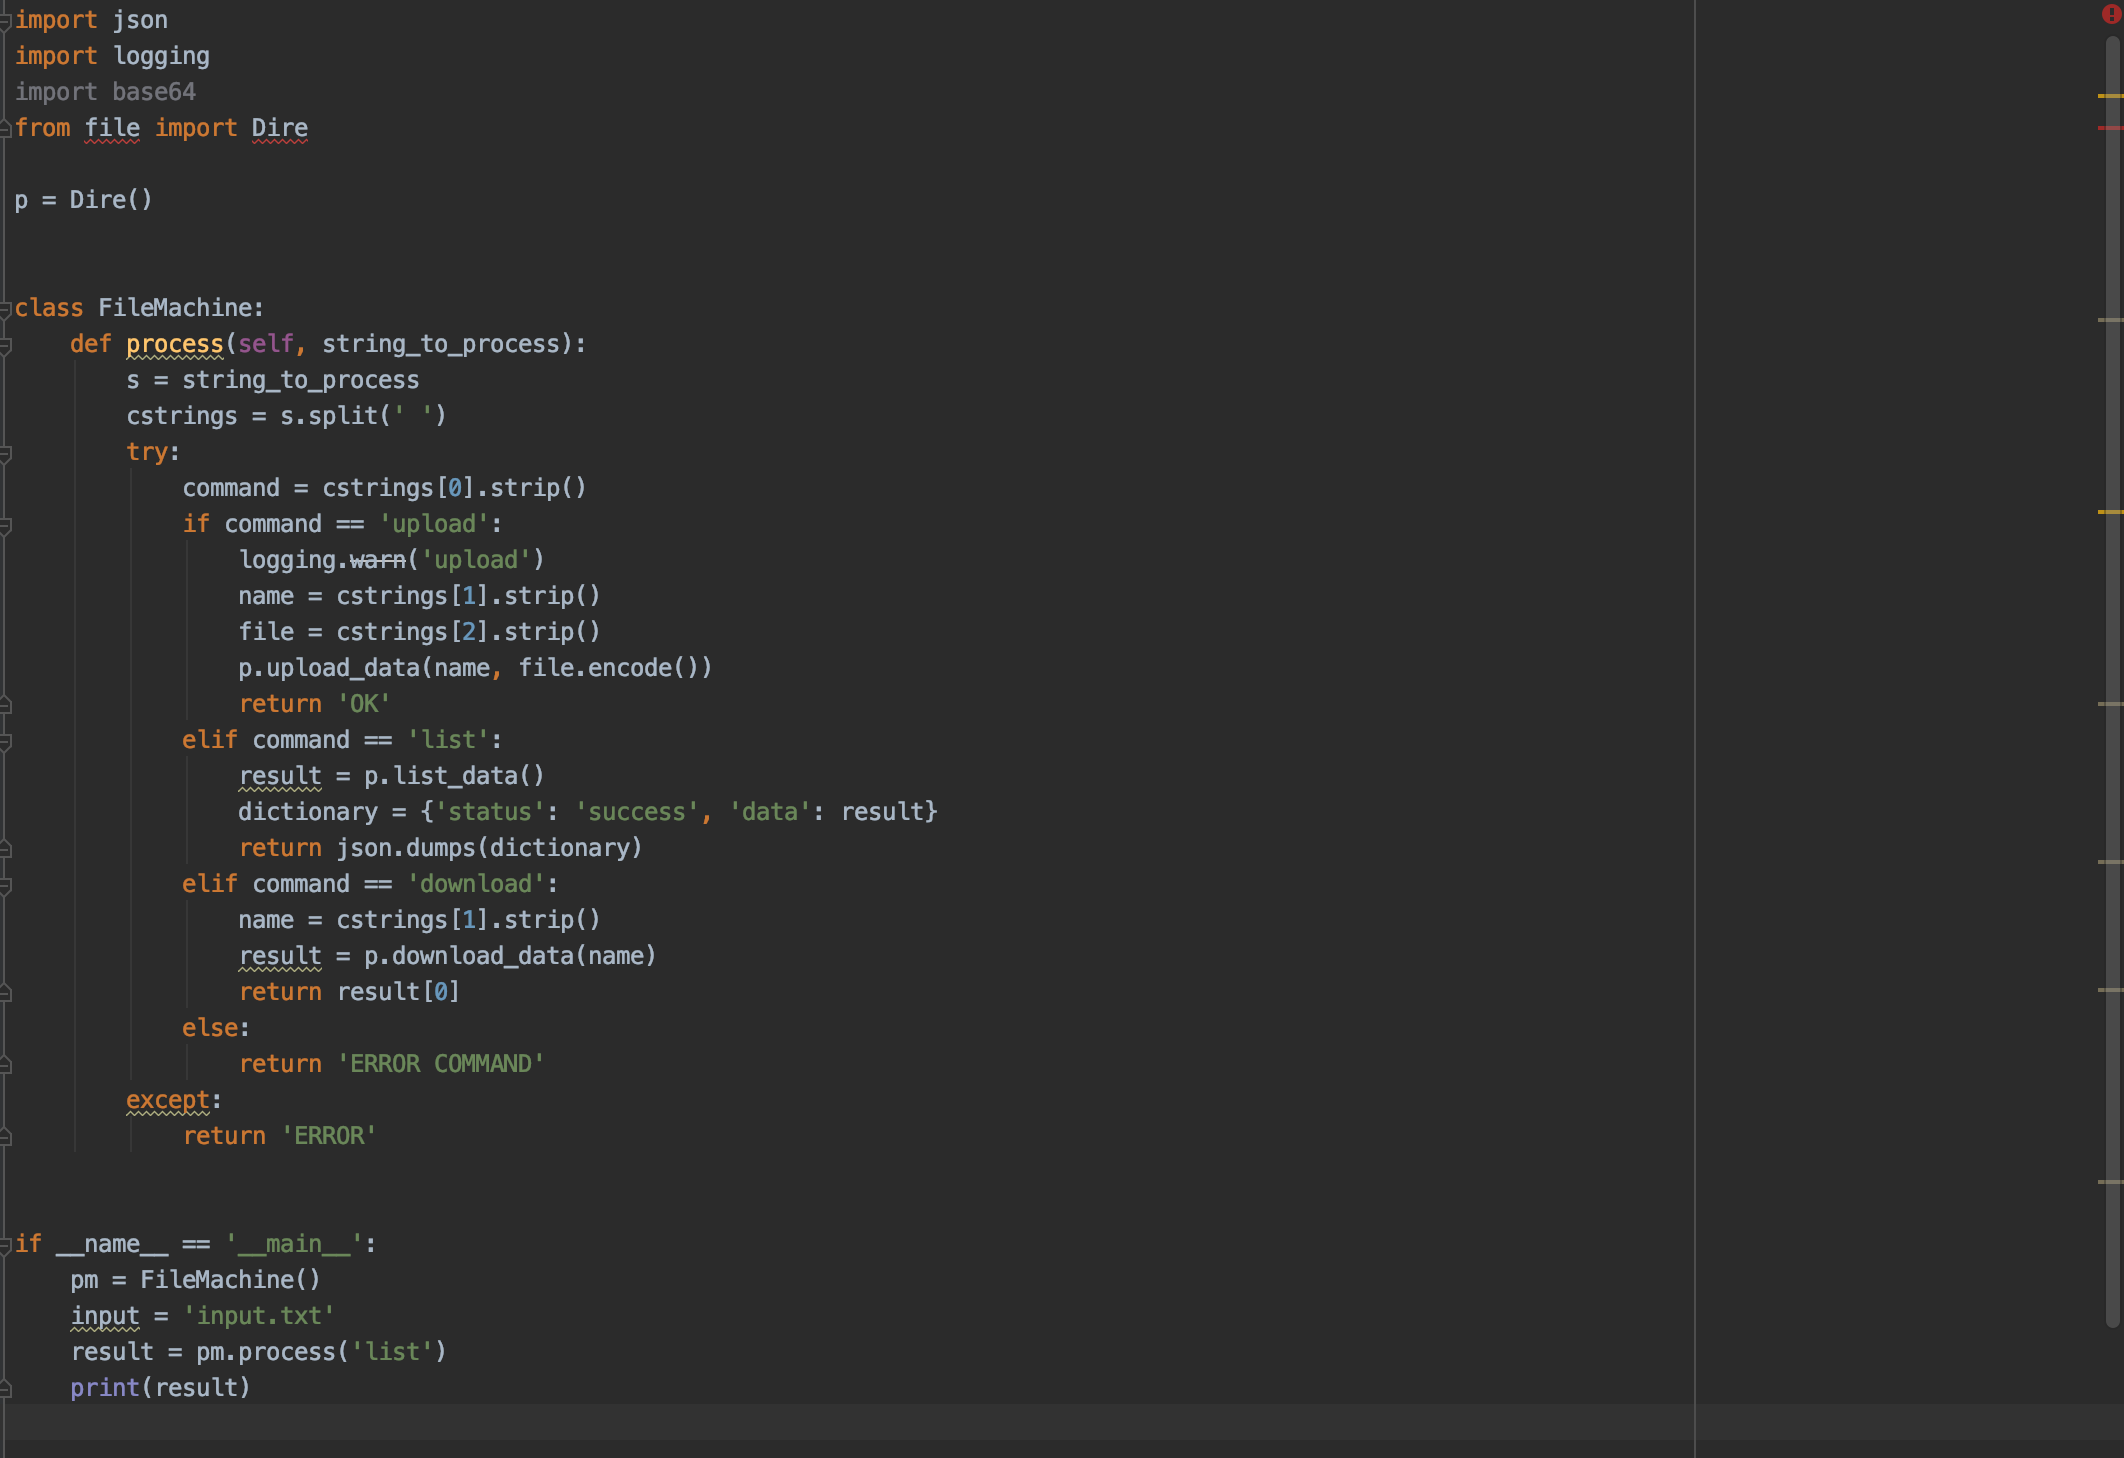 import json
import logging
import base64
from file import Dire
p = Dire()
class FileMachine:
    def process(self, string_to_process):
        s = string_to_process
        cstrings = s.split(' ')
        try:
            command = cstrings[0].strip()
            if command == 'upload':
                logging.warn('upload')
                name = cstrings[1].strip()
                file = cstrings[2].strip()
                p.upload_data(name, file.encode())
                return 'OK'
            elif command == 'list':
                result = p.list_data()
                dictionary = {'status': 'success', 'data': result}
                return json.dumps(dictionary)
            elif command == 'download':
                name = cstrings[1].strip()
                result = p.download_data(name)
                return result[0]
            else:
                return 'ERROR COMMAND'
        except:
            return 'ERROR'
if __name__ == '__main__':
    pm = FileMachine()
    input = 'input.txt'
    result = pm.process('list')
    print(result)